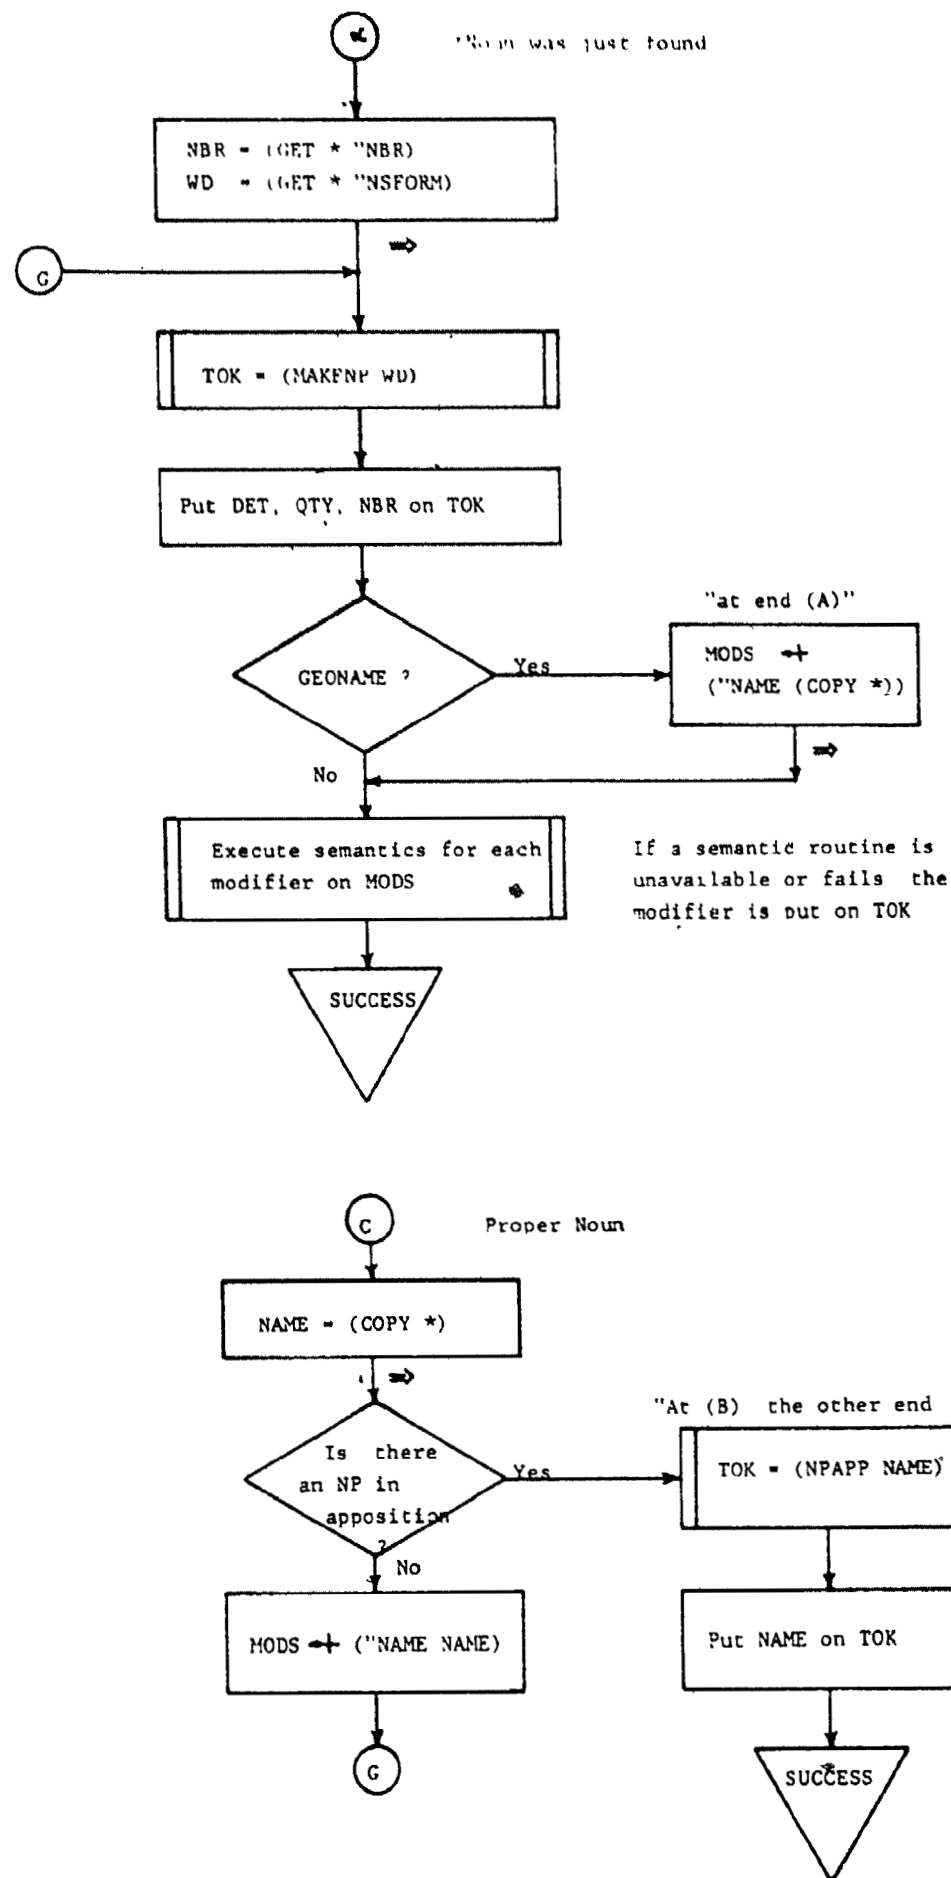 α
Noun was just found
NBR = (GET * "NBR)
WD = (GET * "NSFORM)
⇒
G
TOK = (MAKENP WD)
Put DET, QTY, NBR on TOK
GEONAME ?
Yes
"at end (A)"
MODS ←+
("NAME (COPY *))
⇒
No
Execute semantics for each
modifier on MODS
If a semantic routine is
unavailable or fails the
modifier is put on TOK
SUCCESS
C
Proper Noun
NAME = (COPY *)
⇒
Is there
an NP in
apposition
?
Yes
"At (B) the other end
TOK = (NPAPP NAME)
No
MODS ←+ ("NAME NAME)
Put NAME on TOK
G
SUCCESS